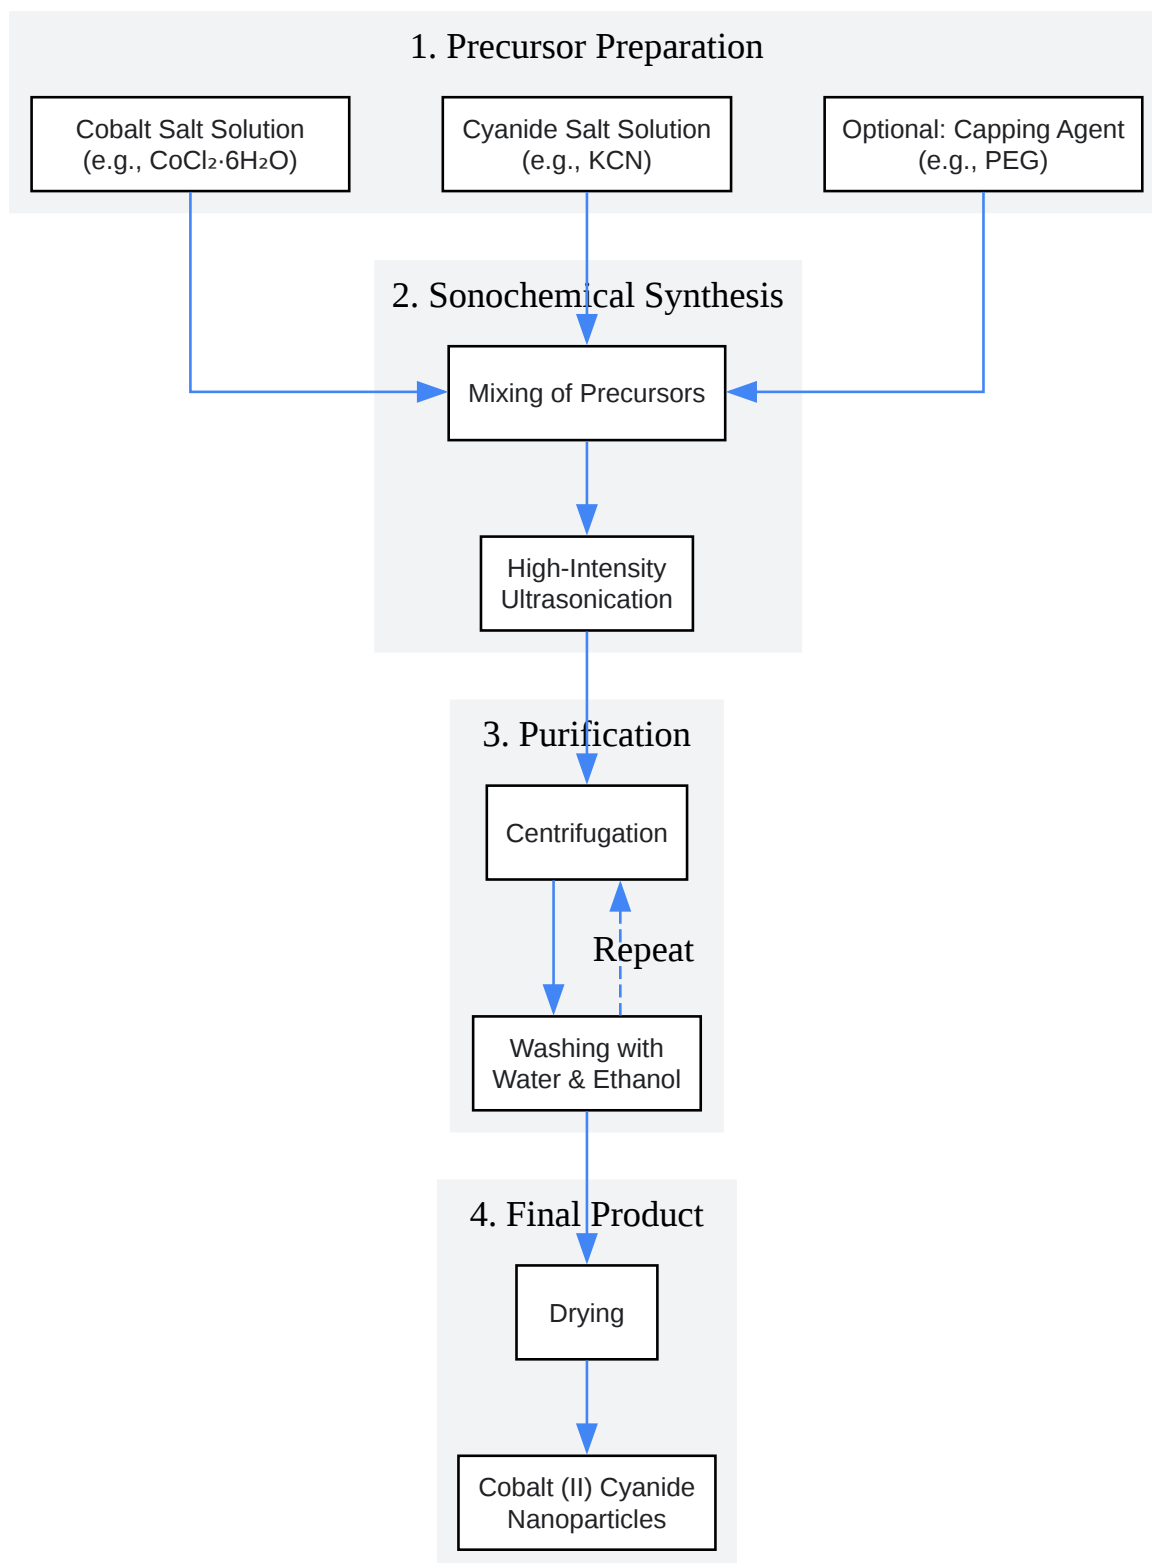 1. Precursor Preparation
Cobalt Salt Solution
(e.g., CoCl₂·6H₂O)
Cyanide Salt Solution
(e.g., KCN)
Optional: Capping Agent
(e.g., PEG)
2. Sonochemical Synthesis
Mixing of Precursors
High-Intensity
Ultrasonication
3. Purification
Centrifugation
Repeat
Washing with
Water & Ethanol
4. Final Product
Drying
Cobalt (II) Cyanide
Nanoparticles